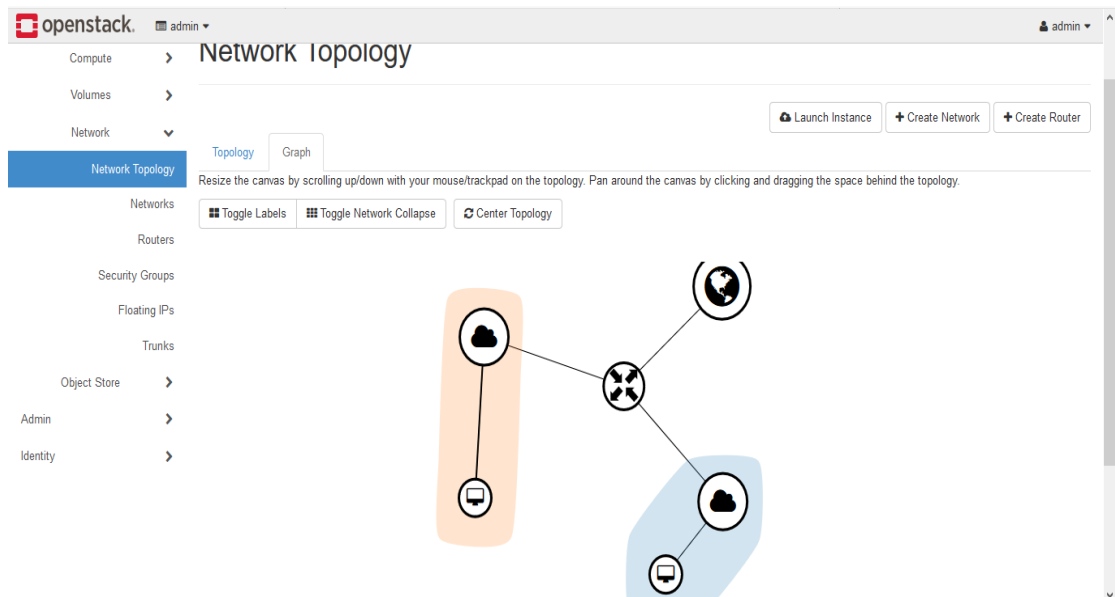 openstack. admin admin
Compute
Volumes
Network
Network Topology
Networks
Routers
Security Groups
Floating IPs
Trunks
Object Store
Admin
Identity
Network Topology
Launch Instance + Create Network + Create Router
Topology Graph
Resize the canvas by scrolling up/down with your mouse/trackpad on the topology. Pan around the canvas by clicking and dragging the space behind the topology.
Toggle Labels Toggle Network Collapse Center Topology